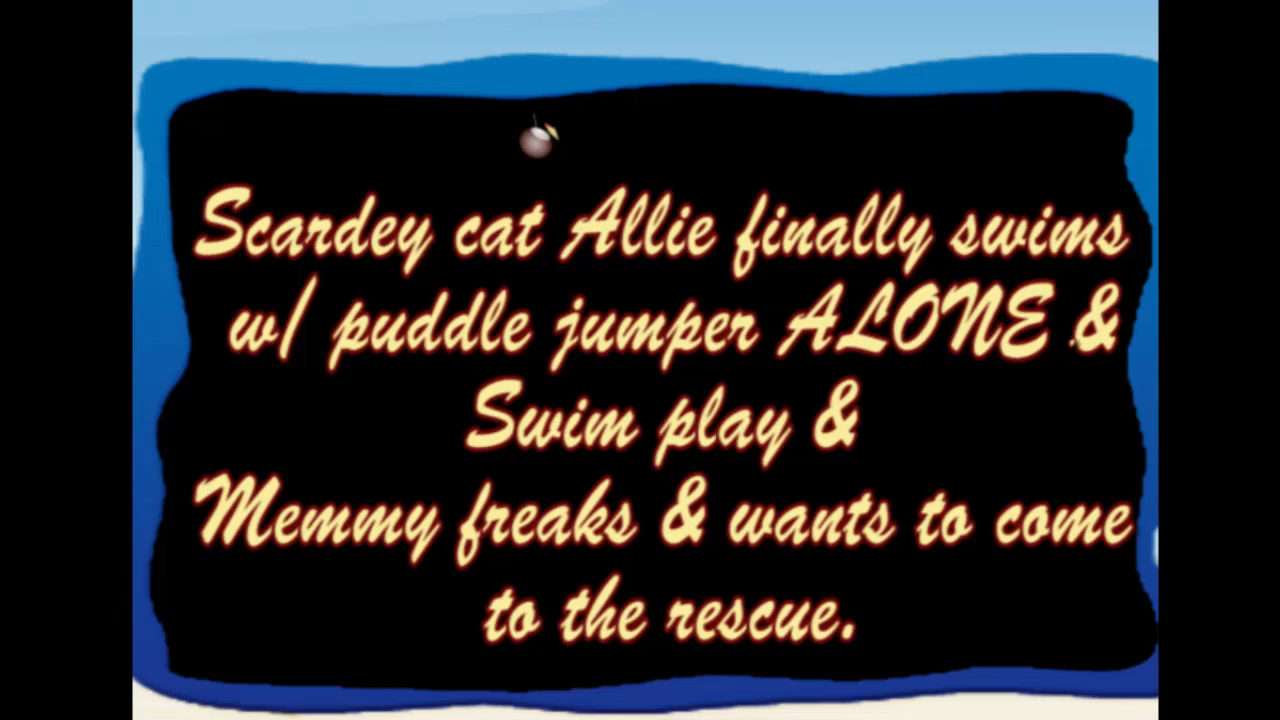 Scardey cat Allie finally swims
w/ puddle jumper ALONE &
Swim play &
Memmy freaks & wants to come
to the rescue.